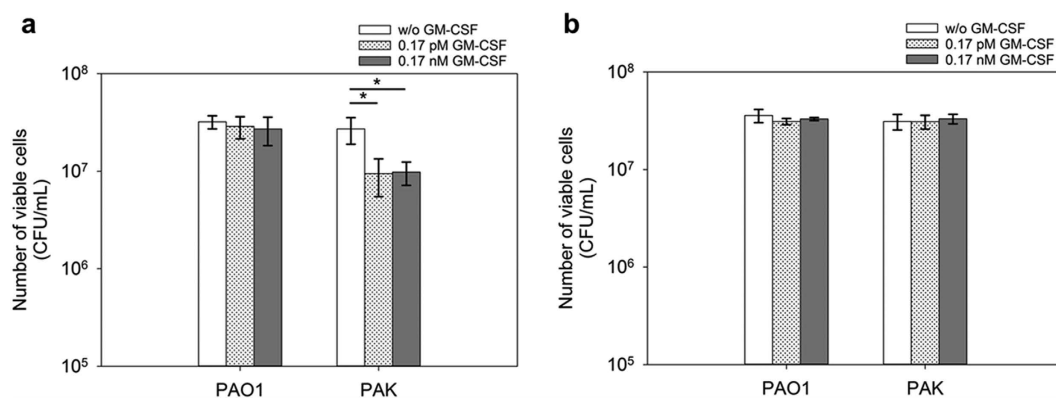 a
w/o GM-CSF
0.17 pM GM-CSF
0.17 nM GM-CSF
10⁸
10⁷
10⁶
10⁵
Number of viable cells
(CFU/mL)
*
*
PAO1
PAK
b
w/o GM-CSF
0.17 pM GM-CSF
0.17 nM GM-CSF
10⁸
10⁷
10⁶
10⁵
Number of viable cells
(CFU/mL)
PAO1
PAK